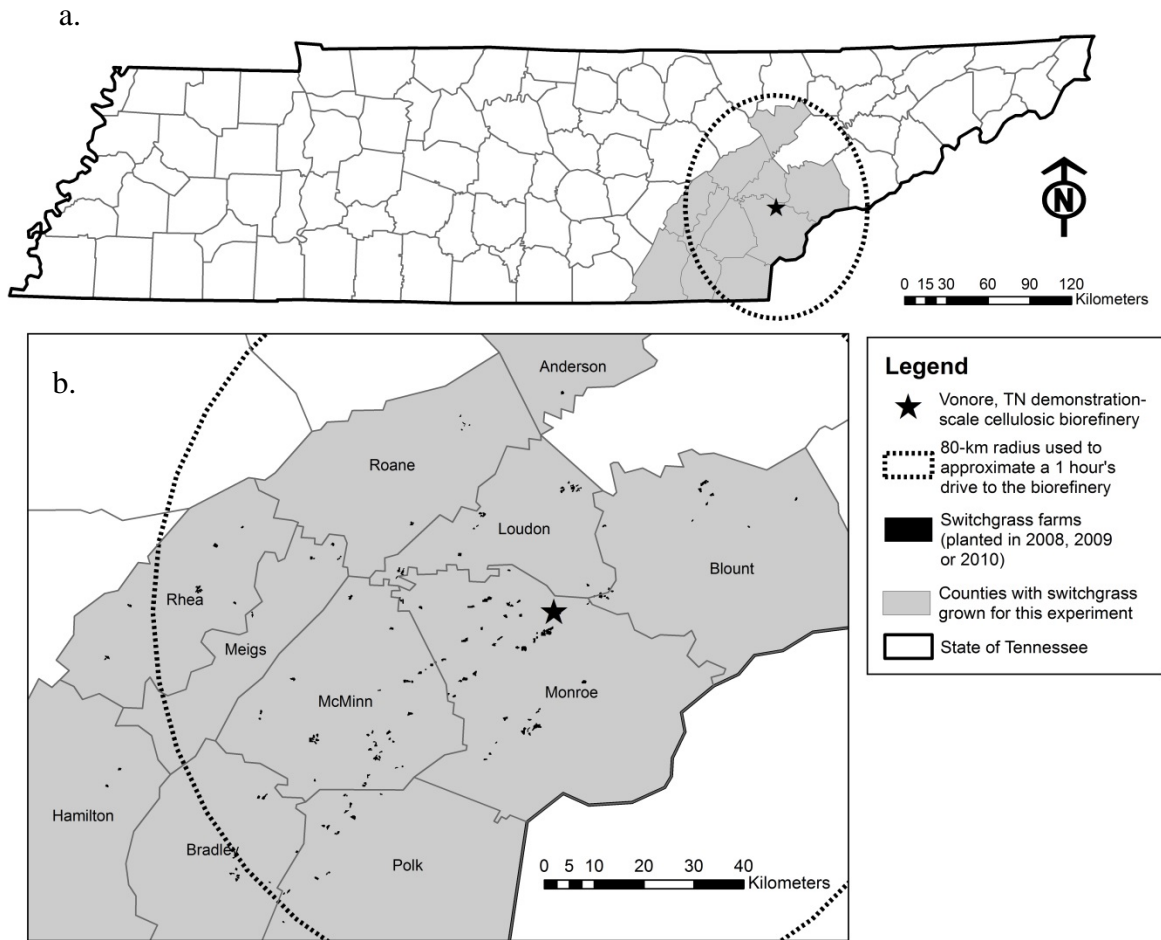 a.
N
0 15 30 60 90 120
Kilometers
b.
Anderson
Roane
Loudon
Blount
Rhea
Meigs
McMinn
Monroe
Hamilton
Bradley
Polk
0 5 10 20 30 40
Kilometers
Legend
Vonore, TN demonstration-
scale cellulosic biorefinery
80-km radius used to
approximate a 1 hour's
drive to the biorefinery
Switchgrass farms
(planted in 2008, 2009
or 2010)
Counties with switchgrass
grown for this experiment
State of Tennessee